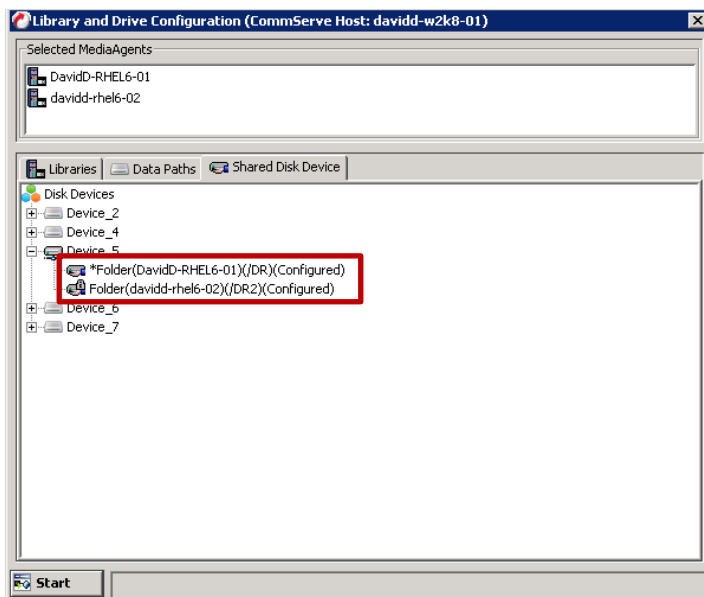 Library and Drive Configuration (CommServe Host: davidd-w2k8-01)
Selected MediaAgents
DavidD-RHEL6-01
davidd-rhel6-02
Libraries Data Paths Shared Disk Device
Disk Devices
Device_2
Device_4
Device_5
*Folder(DavidD-RHEL6-01)(/DR)(Configured)
Folder(davidd-rhel6-02)(/DR2)(Configured)
Device_6
Device_7
Start